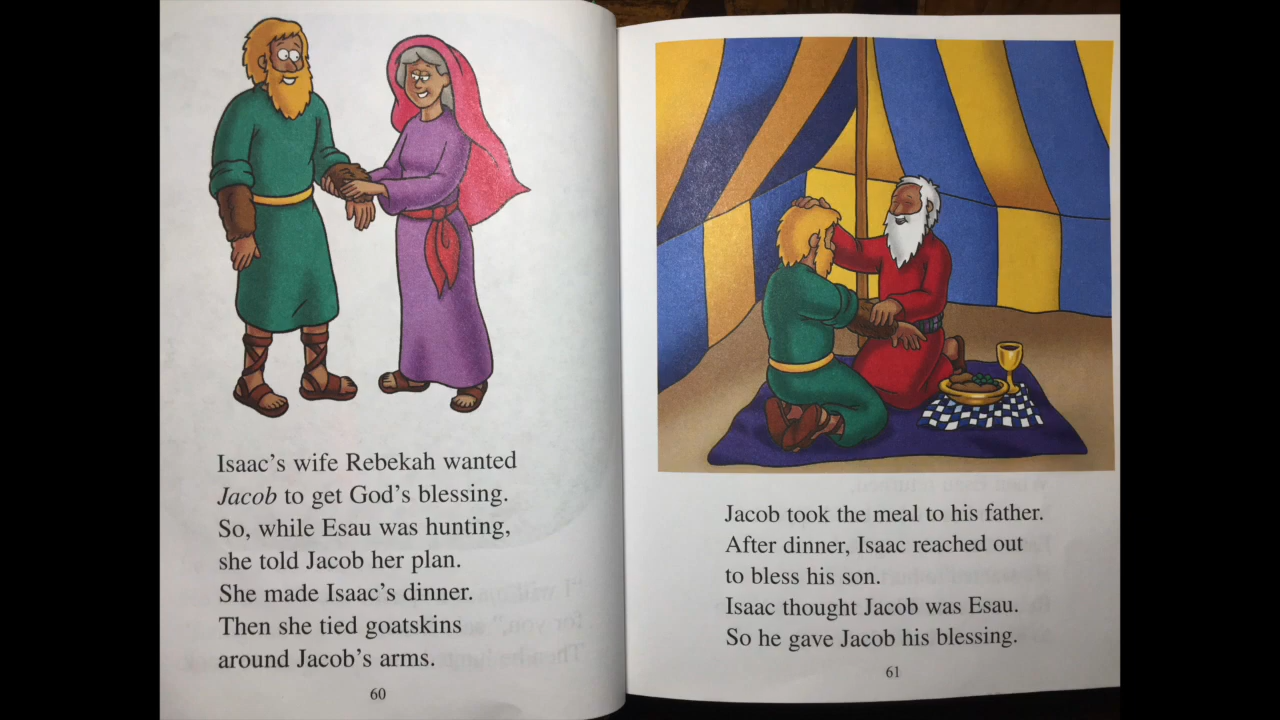 Isaac's wife Rebekah wanted
Jacob to get God's blessing.
So, while Esau was hunting,
she told Jacob her plan.
She made Isaac's dinner.
Then she tied goatskins
around Jacob's arms.
60
Jacob took the meal to his father.
After dinner, Isaac reached out
to bless his son.
Isaac thought Jacob was Esau.
So he gave Jacob his blessing.
61